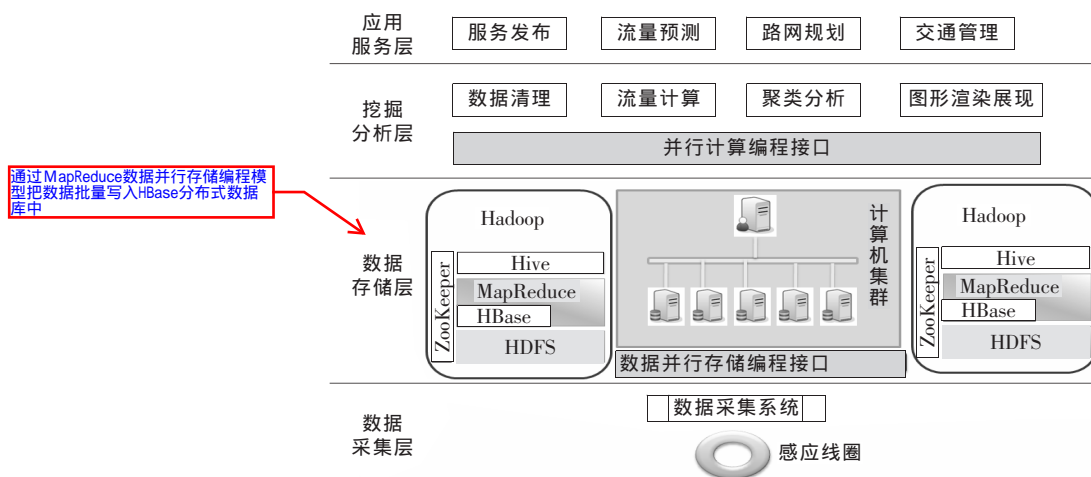 应用
服务层
服务发布
流量预测
路网规划
交通管理
挖掘
分析层
数据清理
流量计算
聚类分析
图形渲染展现
并行计算编程接口
通过MapReduce数据并行存储编程模
型把数据批量写入HBase分布式数据
库中
数据
存储层
Hadoop
ZooKeeper
Hive
MapReduce
HBase
HDFS
计算机集群
数据并行存储编程接口
Hadoop
ZooKeeper
Hive
MapReduce
HBase
HDFS
数据
采集层
数据采集系统
感应线圈